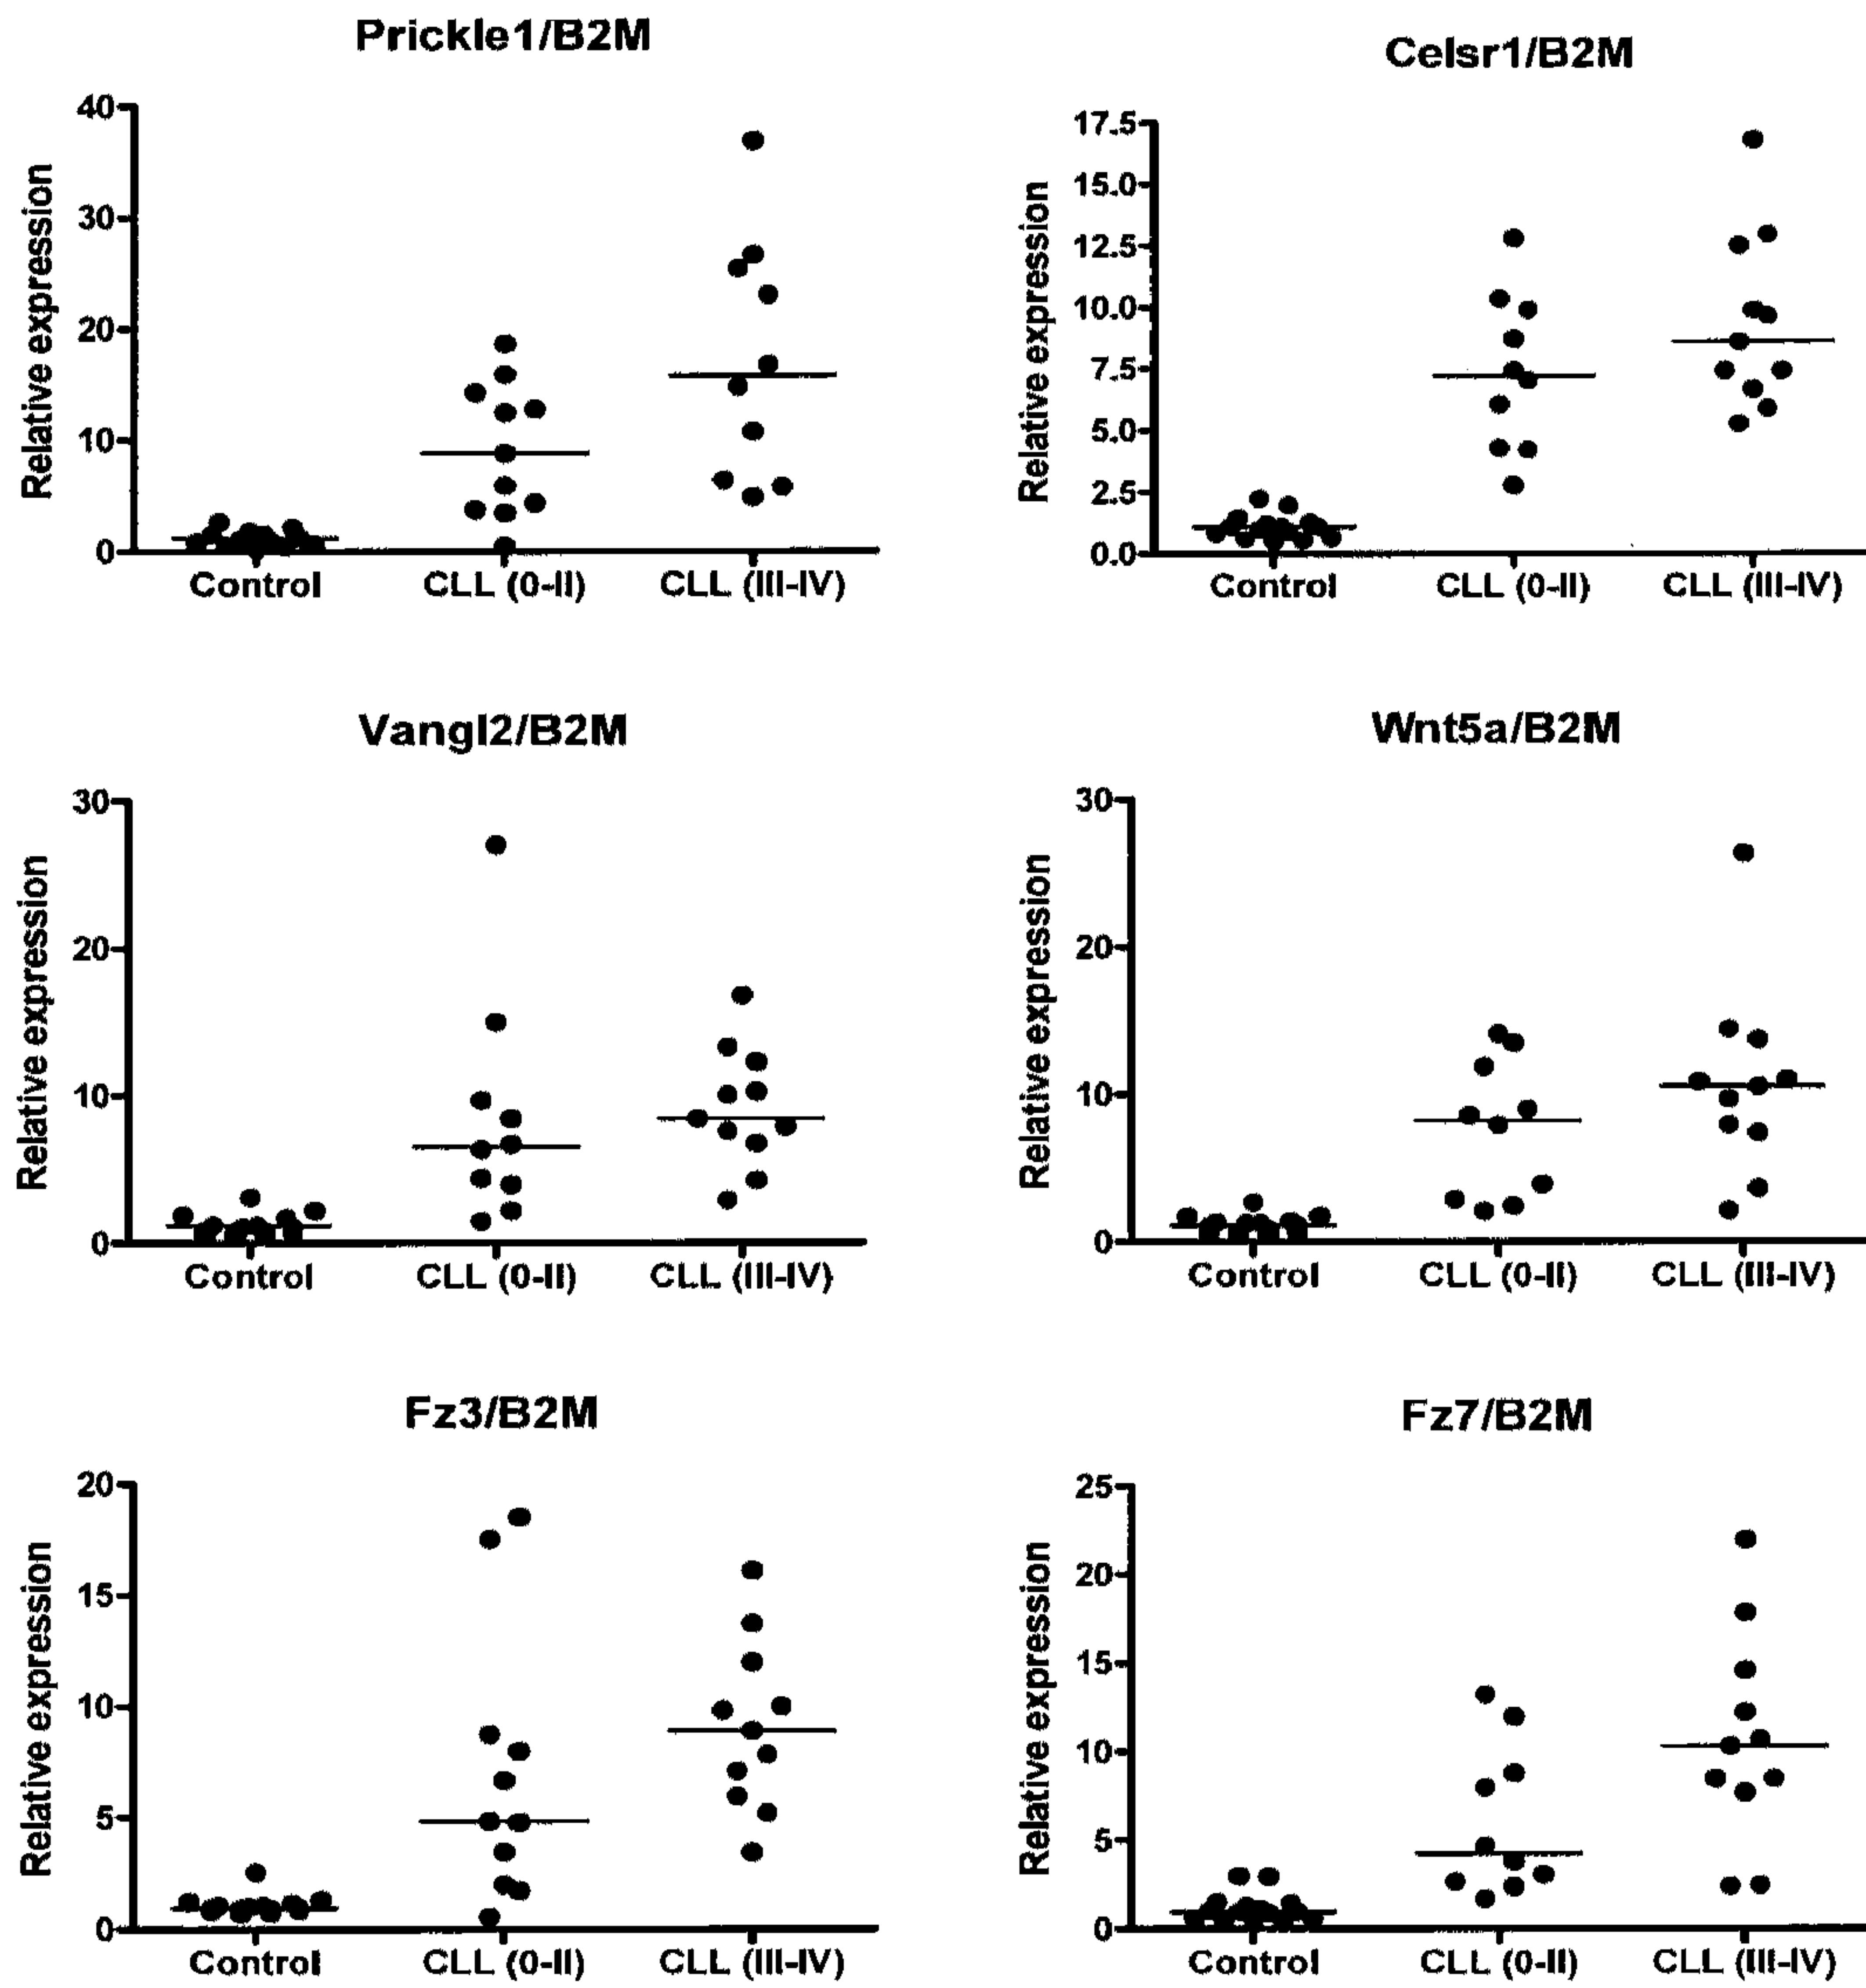 Prickle1/B2M
Relative expression
40
30
20
10
0
Control CLL (0-II) CLL (III-IV)
Celsr1/B2M
Relative expression
17.5
15.0
12.5
10.0
7.5
5.0
2.5
0.0
Control CLL (0-II) CLL (III-IV)
Vangl2/B2M
Relative expression
30
20
10
0
Control CLL (0-II) CLL (III-IV)
Wnt5a/B2M
Relative expression
30
20
10
0
Control CLL (0-II) CLL (III-IV)
Fz3/B2M
Relative expression
20
15
10
5
0
Control CLL (0-II) CLL (III-IV)
Fz7/B2M
Relative expression
25
20
15
10
5
0
Control CLL (0-II) CLL (III-IV)